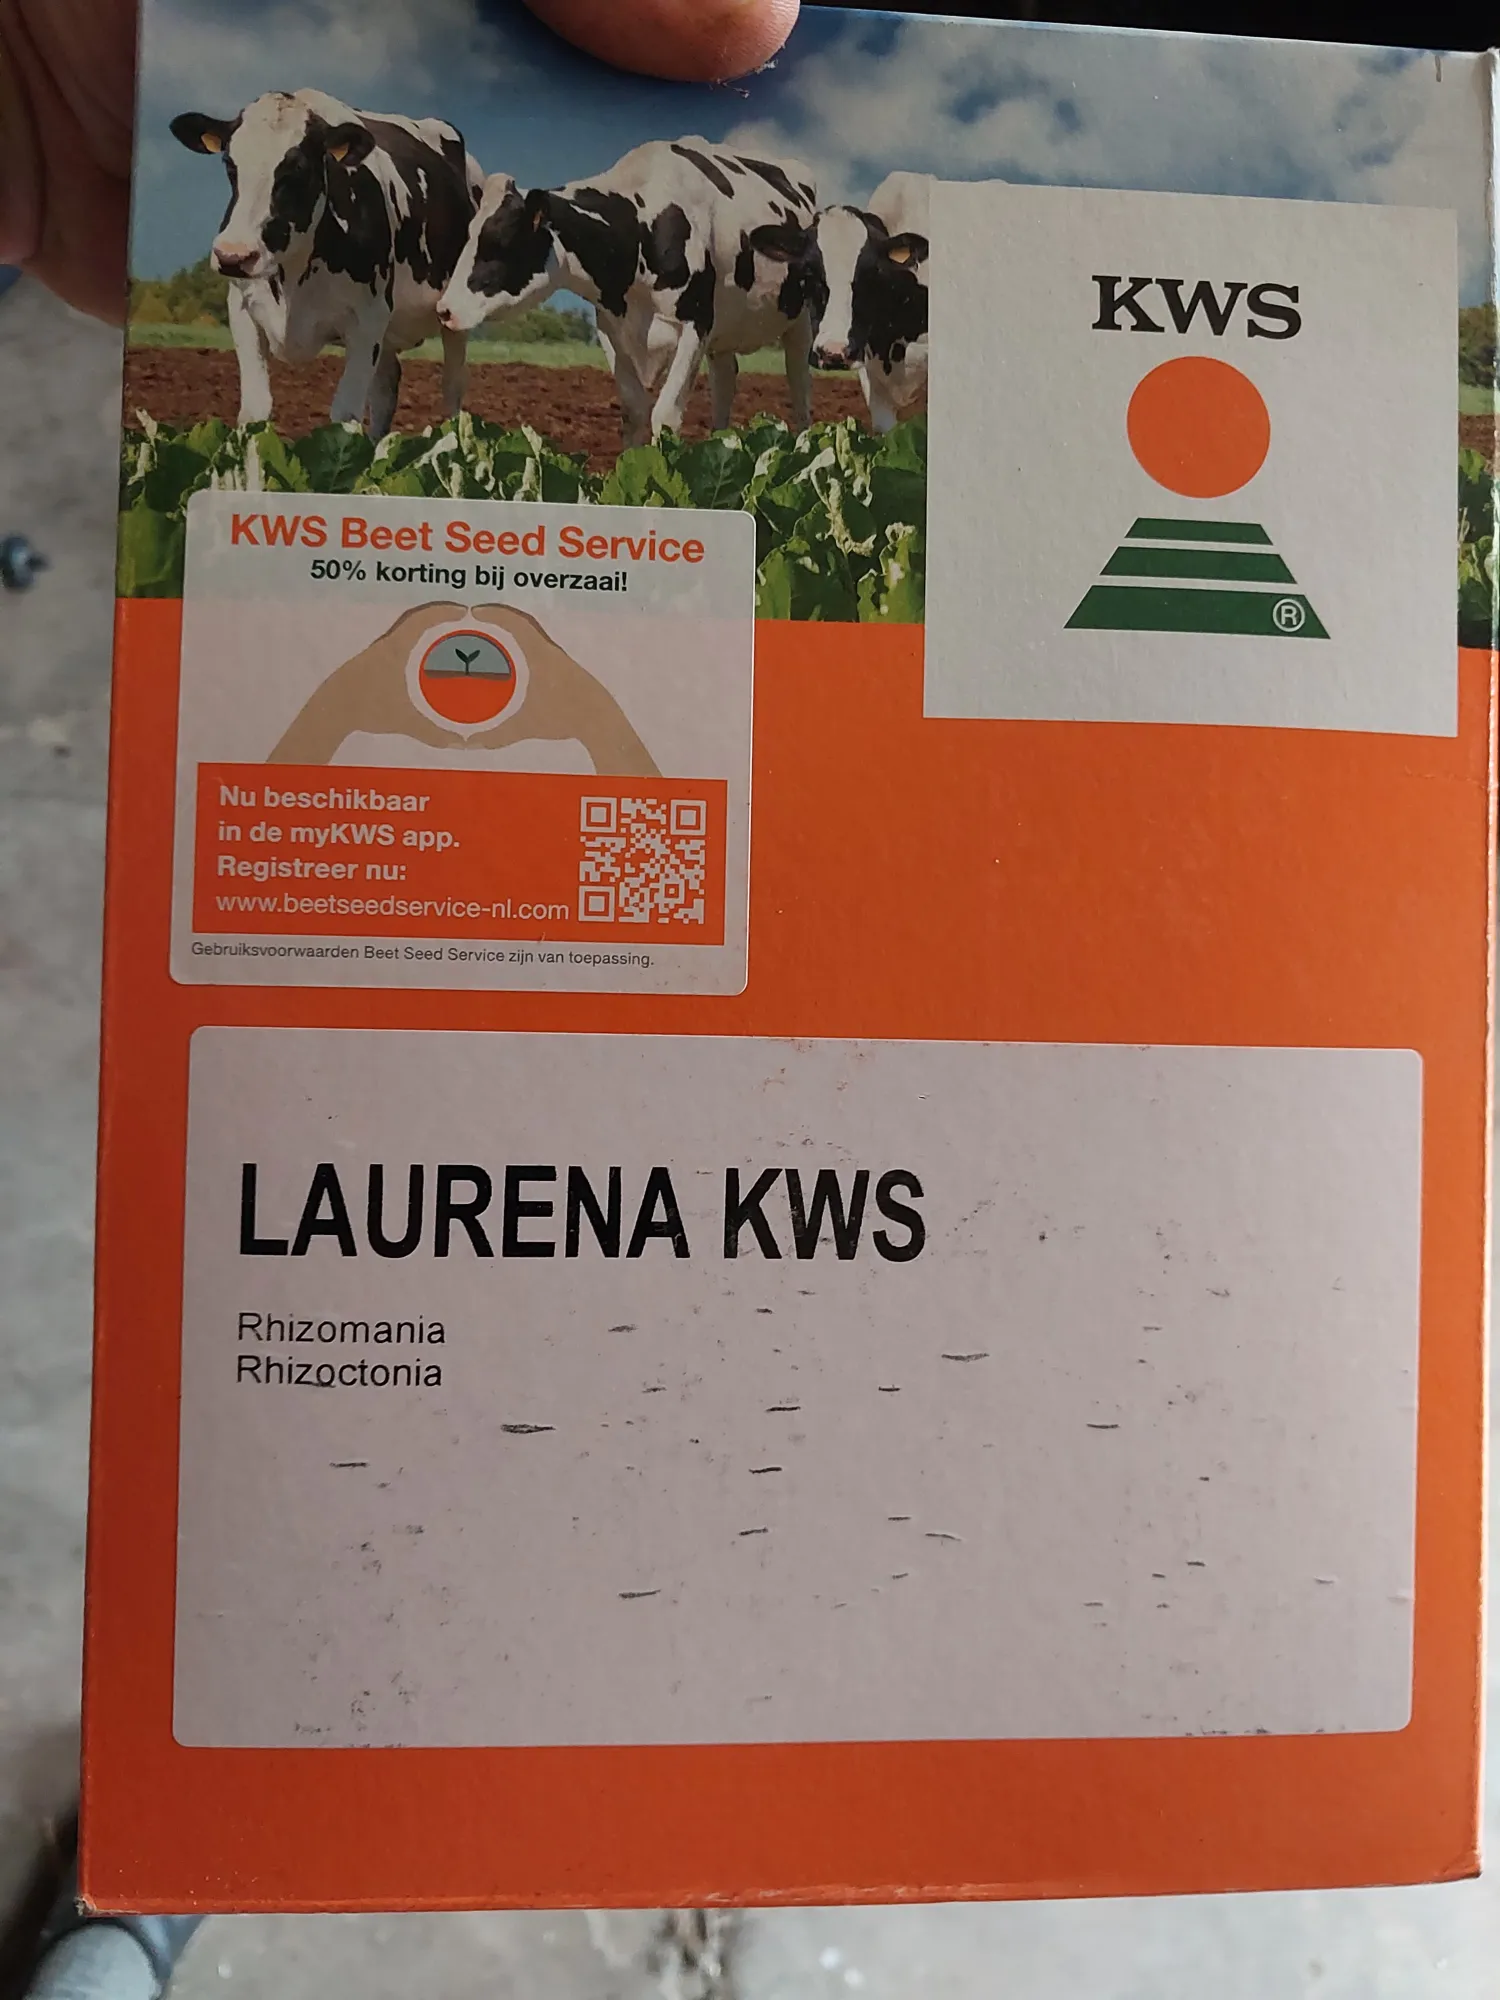 KWS
®
KWS Beet Seed Service
50% korting bij overzaai!
Nu beschikbaar
in de myKWS app.
Registreer nu:
www.beetseedservice-nl.com
Gebruiksvoorwaarden Beet Seed Service zijn van toepassing.
LAURENA KWS
Rhizomania
Rhizoctonia